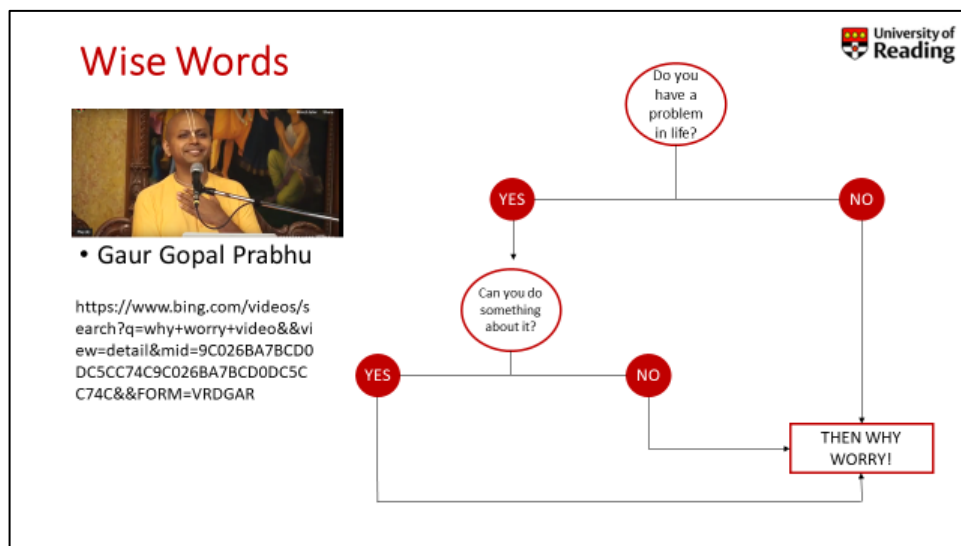 Wise Words
University of
Reading
• Gaur Gopal Prabhu
https://www.bing.com/videos/s
earch?q=why+worry+video&&vi
ew=detail&mid=9C026BA7BCD0
DC5CC74C9C026BA7BCD0DC5C
C74C&&FORM=VRDGAR
Do you
have a
problem
in life?
YES
NO
Can you do
something
about it?
YES
NO
THEN WHY
WORRY!